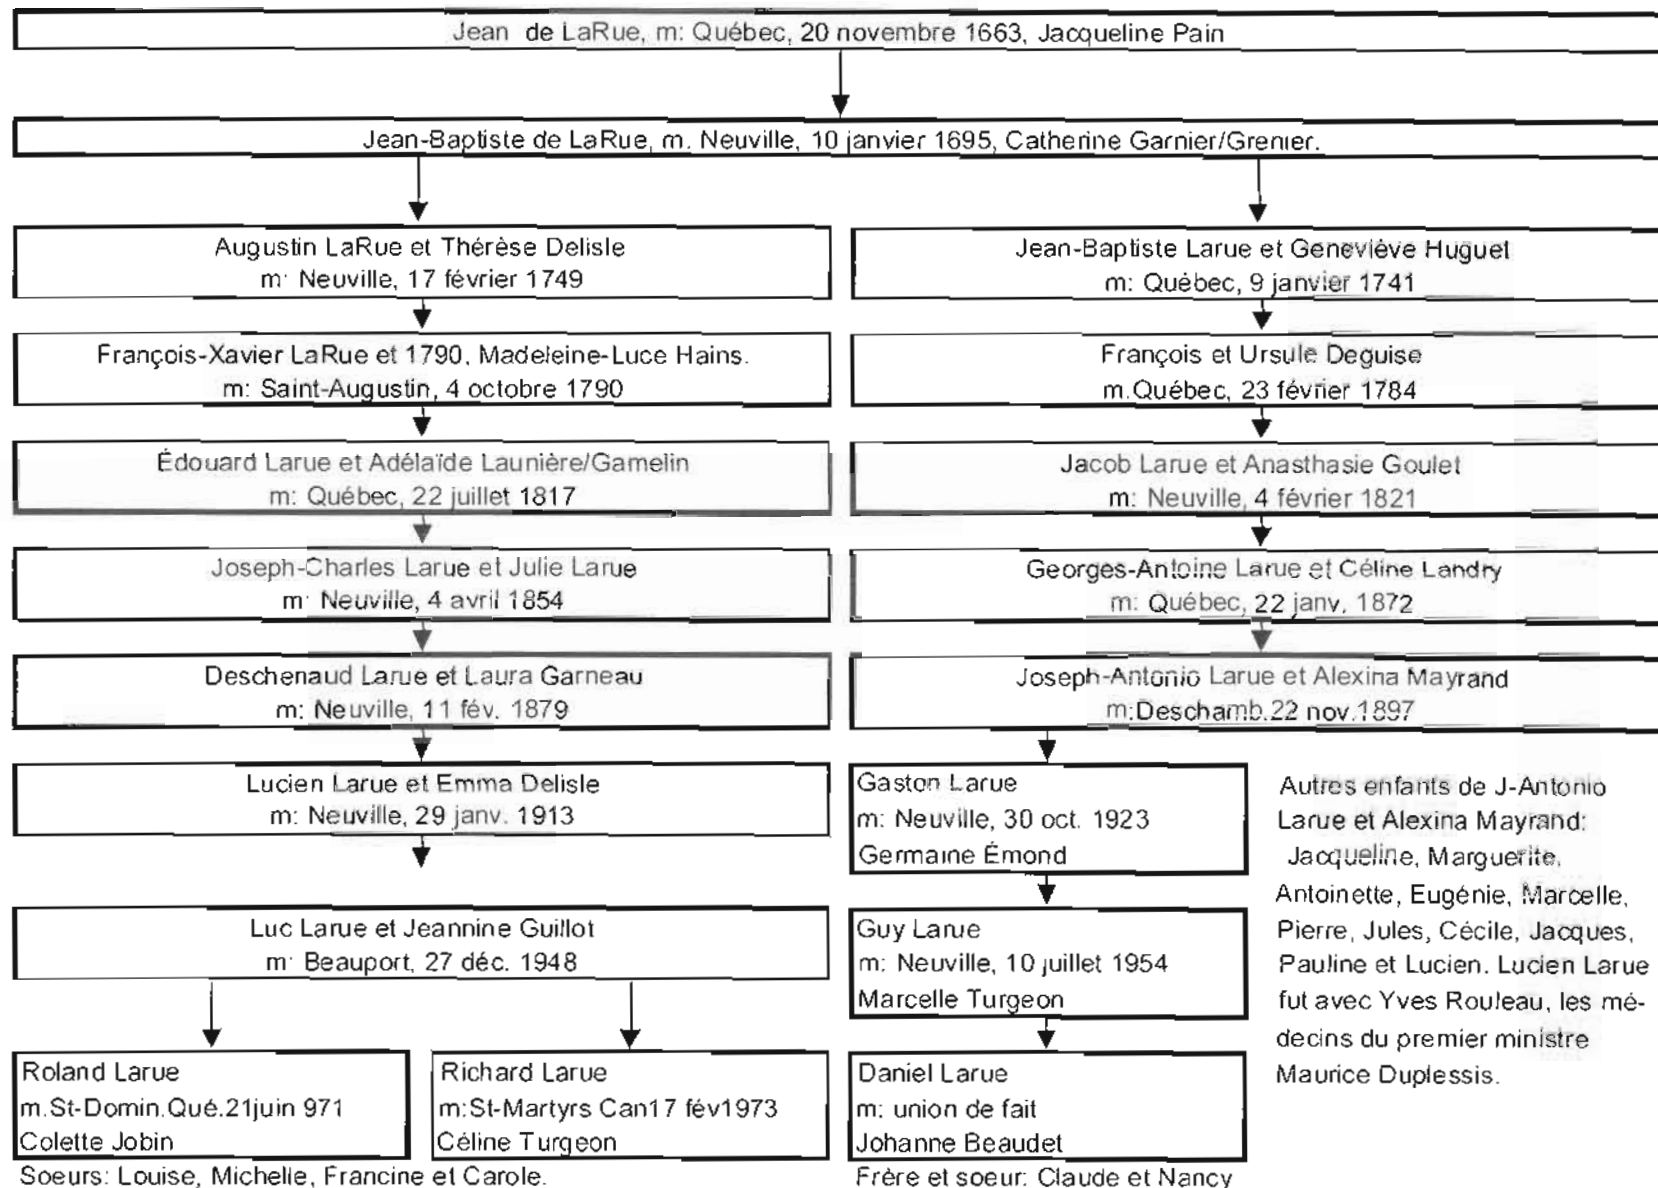 Jean de LaRue, m: Québec, 20 novembre 1663, Jacqueline Pain
Jean-Baptiste de LaRue, m. Neuville, 10 janvier 1695, Catherine Garnier/Grenier.
Augustin LaRue et Thérèse Delisle
m: Neuville, 17 février 1749
François-Xavier LaRue et 1790, Madeleine-Luce Hains.
m: Saint-Augustin, 4 octobre 1790
Édouard Larue et Adélaïde Launière/Gamelin
m: Québec, 22 juillet 1817
Joseph-Charles Larue et Julie Larue
m: Neuville, 4 avril 1854
Deschenaud Larue et Laura Garneau
m: Neuville, 11 fév. 1879
Lucien Larue et Emma Delisle
m: Neuville, 29 janv. 1913
Luc Larue et Jeannine Guillot
m: Beauport, 27 déc. 1948
Roland Larue
m.St-Domin.Qué.21juin 971
Colette Jobin
Richard Larue
m:St-Martyrs Can17 fév1973
Céline Turgeon
Soeurs: Louise, Michelle, Francine et Carole.
Jean-Baptiste Larue et Geneviève Huguet
m: Québec, 9 janvier 1741
François et Ursule Deguise
m.Québec, 23 février 1784
Jacob Larue et Anasthasie Goulet
m: Neuville, 4 février 1821
Georges-Antoine Larue et Céline Landry
m: Québec, 22 janv. 1872
Joseph-Antonio Larue et Alexina Mayrand
m:Deschamb.22 nov.1897
Gaston Larue
m: Neuville, 30 oct. 1923
Germaine Émond
Guy Larue
m: Neuville, 10 juillet 1954
Marcelle Turgeon
Daniel Larue
m: union de fait
Johanne Beaudet
Frère et soeur: Claude et Nancy
Autres enfants de J-Antonio
Larue et Alexina Mayrand:
Jacqueline, Marguerite,
Antoinette, Eugénie, Marcelle,
Pierre, Jules, Cécile, Jacques,
Pauline et Lucien. Lucien Larue
fut avec Yves Rouleau, les mé-
decins du premier ministre
Maurice Duplessis.